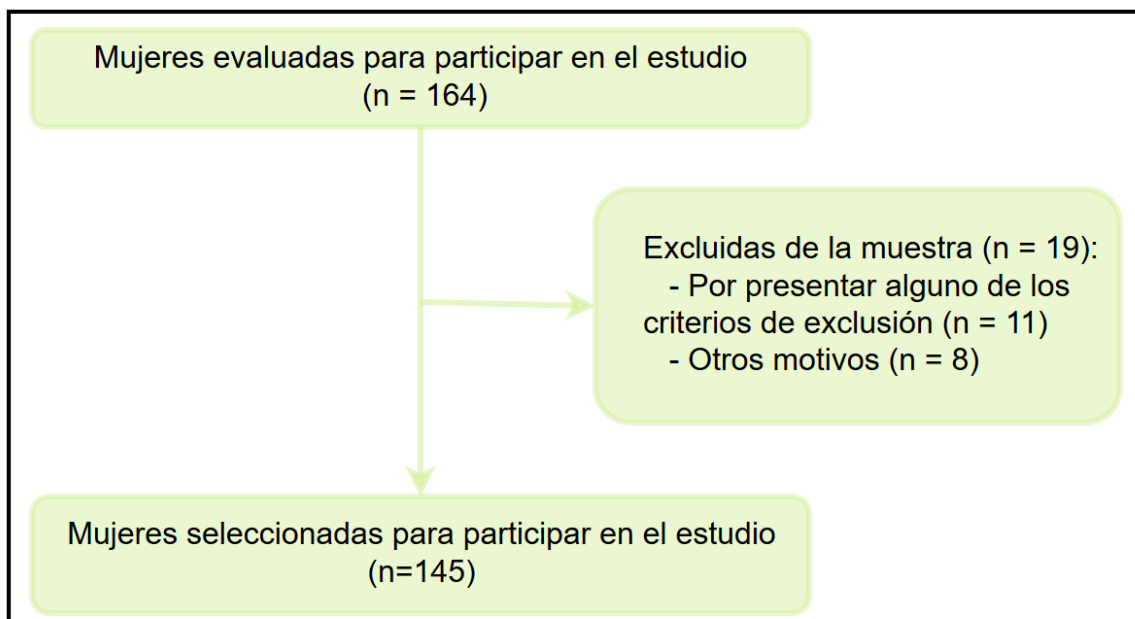 Mujeres evaluadas para participar en el estudio
(n = 164)
Excluidas de la muestra (n = 19):
- Por presentar alguno de los
criterios de exclusión (n = 11)
- Otros motivos (n = 8)
Mujeres seleccionadas para participar en el estudio
(n=145)